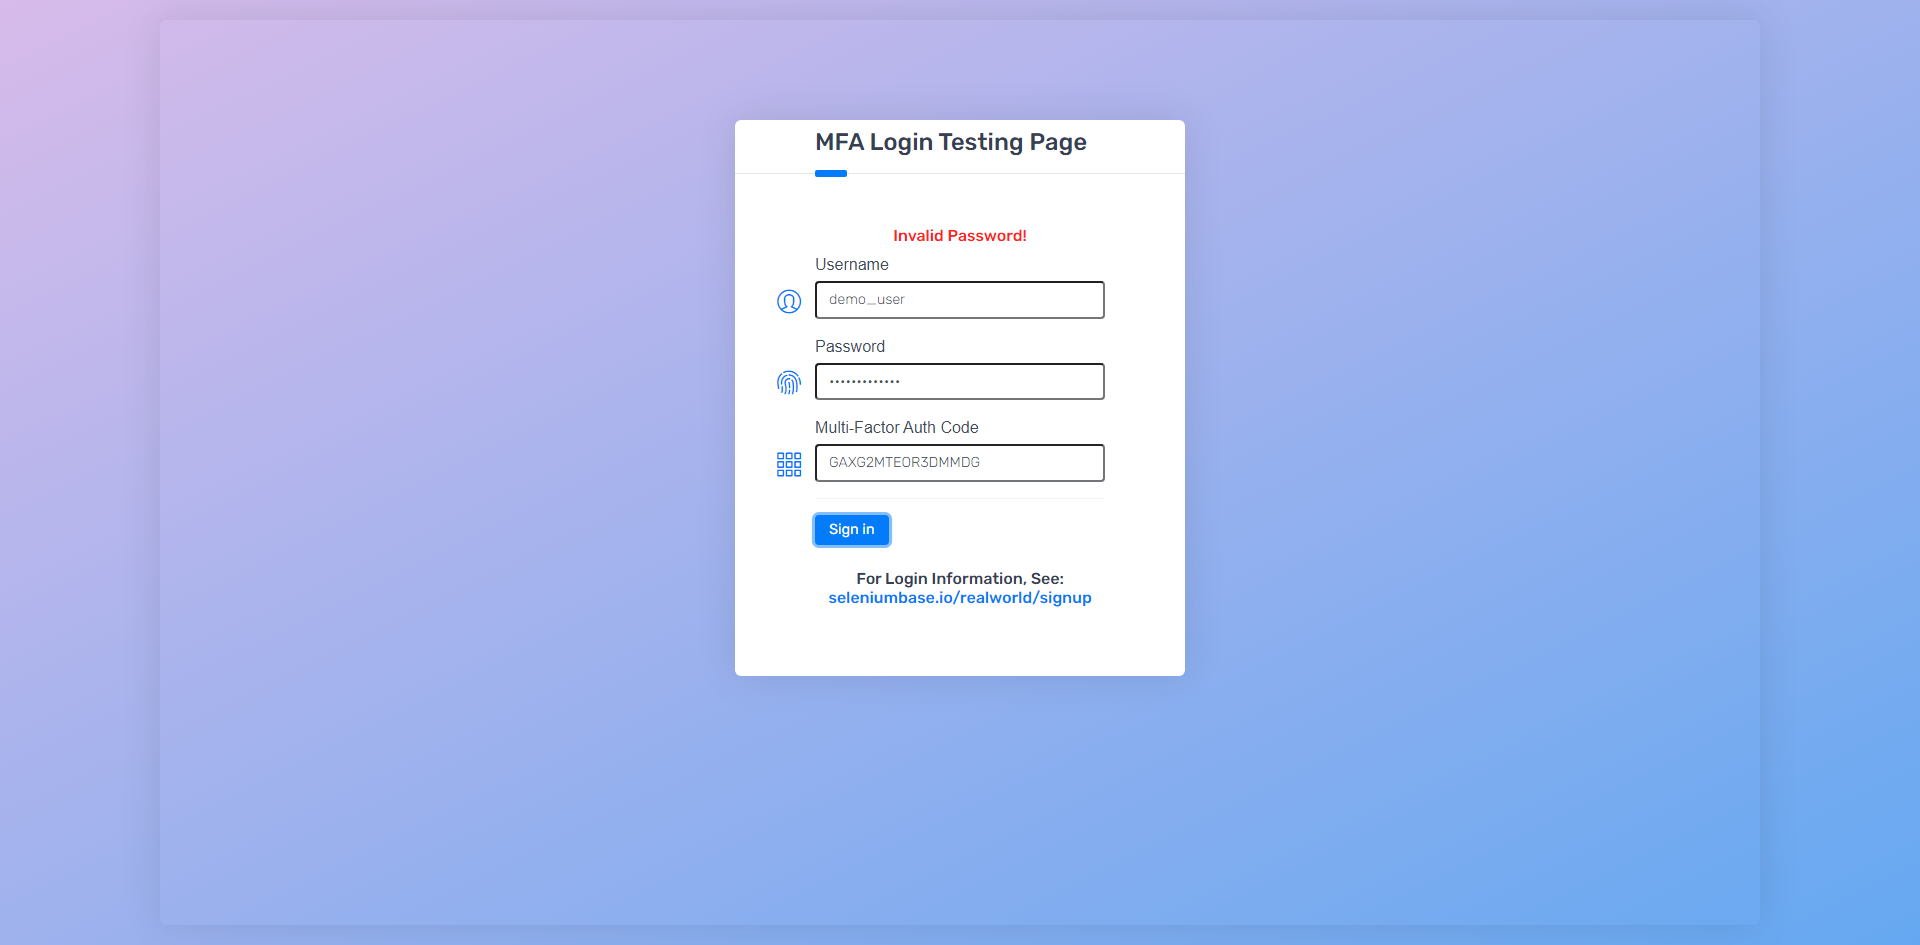 MFA Login Testing Page
Invalid Password!
Username
demo_user
Password
•••••••••••••
Multi-Factor Auth Code
GAXG2MTEOR3DMMDG
Sign in
For Login Information, See:
seleniumbase.io/realworld/signup